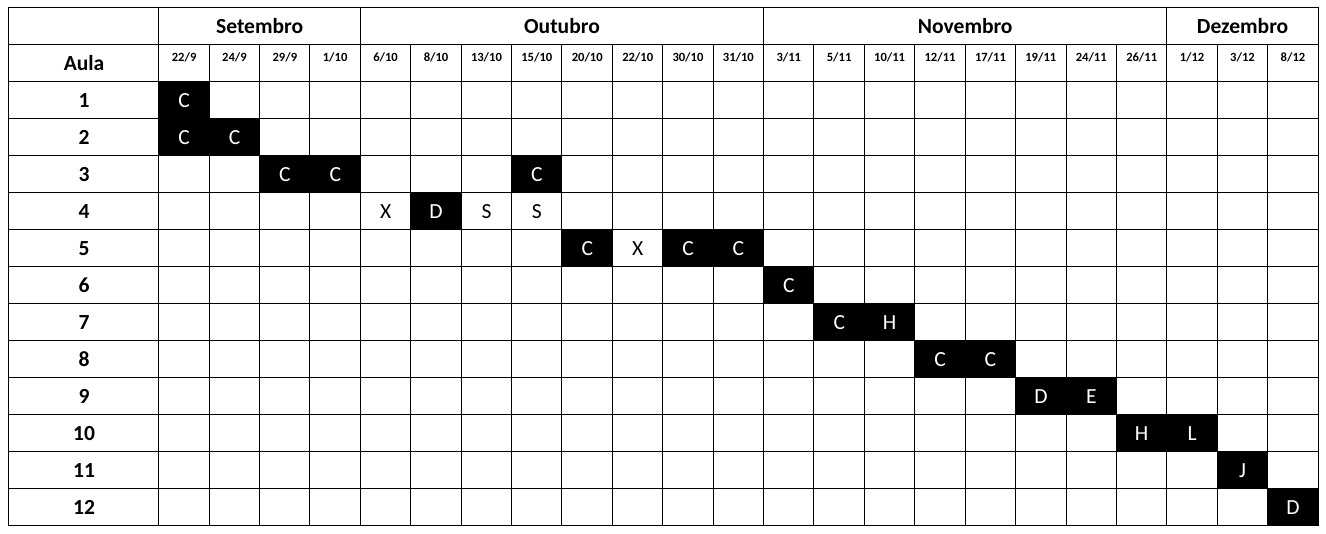 Setembro Outubro Novembro Dezembro
Aula 22/9 24/9 29/9 1/10 6/10 8/10 13/10 15/10 20/10 22/10 30/10 31/10 3/11 5/11 10/11 12/11 17/11 19/11 24/11 26/11 1/12 3/12 8/12
1 C
2 C C
3 C C C
4 X D S S
5 C X C C
6 C
7 C H
8 C C
9 D E
10 H L
11 J
12 D